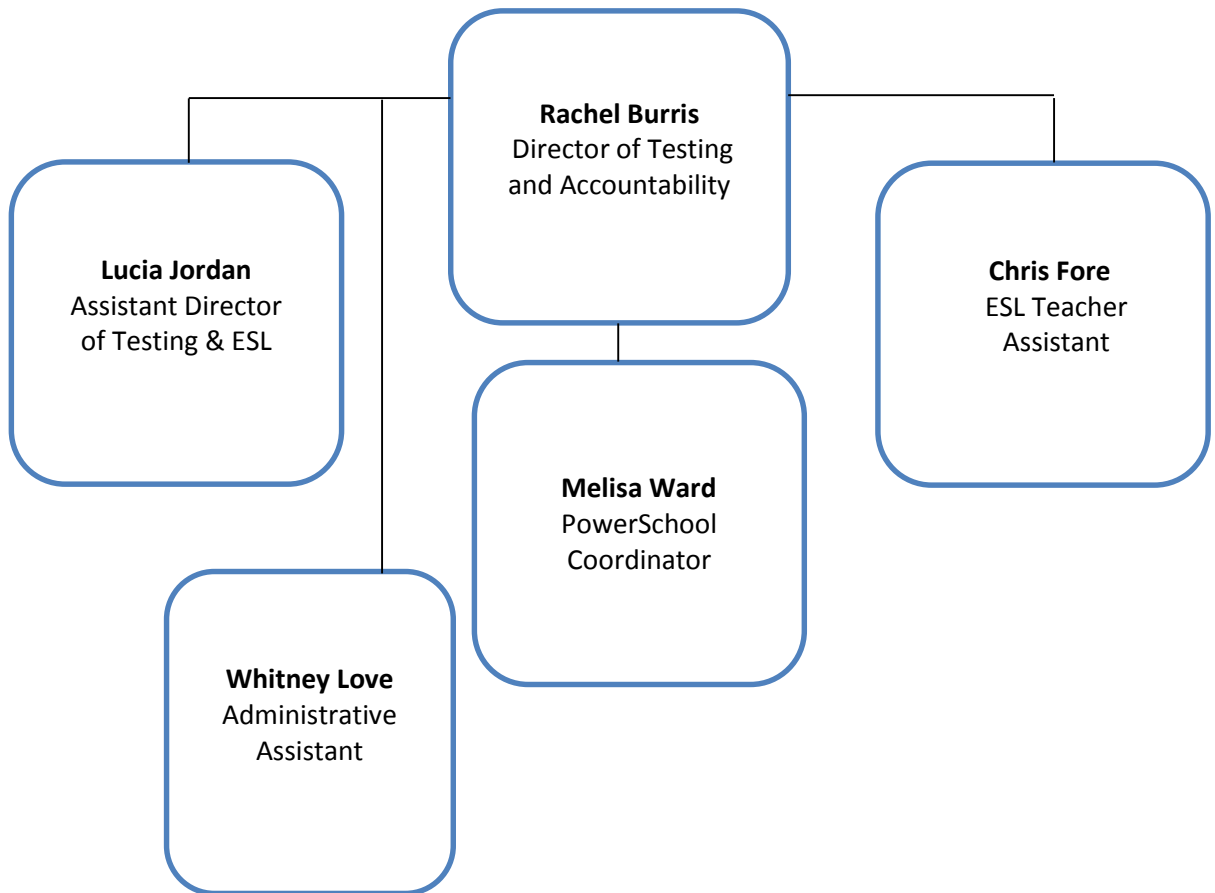 Rachel Burris
Director of Testing
and Accountability
Lucia Jordan
Assistant Director
of Testing & ESL
Chris Fore
ESL Teacher
Assistant
Melisa Ward
PowerSchool
Coordinator
Whitney Love
Administrative
Assistant